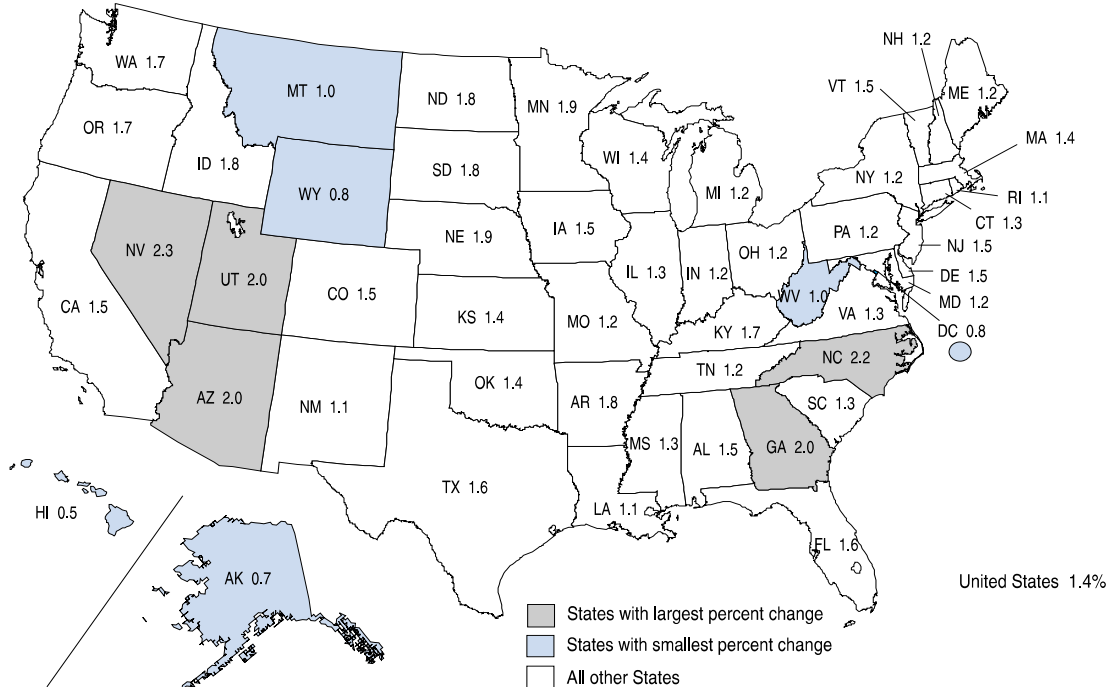 NH 1.2
WA 1.7
VT 1.5
ME 1.2
MT 1.0
ND 1.8
MN 1.9
OR 1.7
MA 1.4
WI 1.4
ID 1.8
SD 1.8
NY 1.2
MI 1.2
WY 0.8
RI 1.1
CT 1.3
IA 1.5
PA 1.2
NE 1.9
NJ 1.5
NV 2.3
OH 1.2
IL 1.3
IN 1.2
DE 1.5
UT 2.0
CO 1.5
WV 1.0
MD 1.2
CA 1.5
KS 1.4
MO 1.2
VA 1.3
KY 1.7
DC 0.8
NC 2.2
TN 1.2
OK 1.4
AZ 2.0
NM 1.1
AR 1.8
SC 1.3
MS 1.3
AL 1.5
GA 2.0
TX 1.6
LA 1.1
HI 0.5
FL 1.6
AK 0.7
United States 1.4%
States with largest percent change
States with smallest percent change
All other States